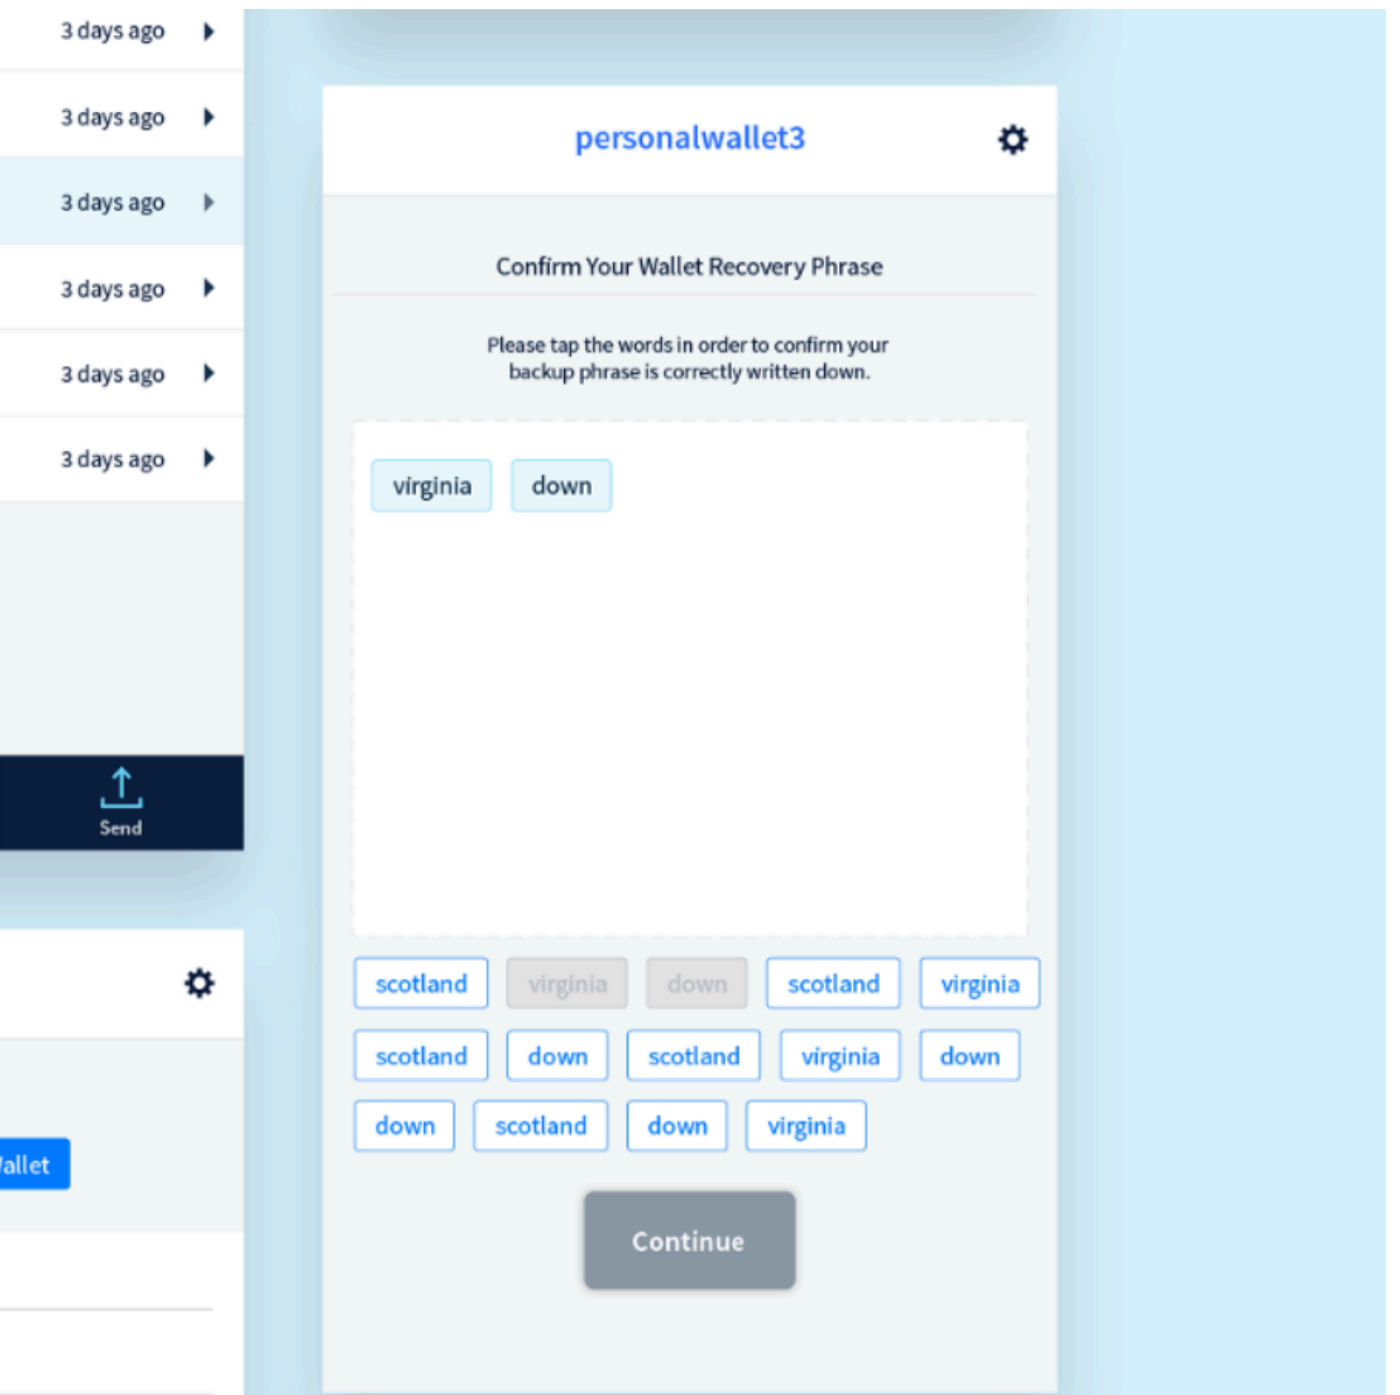 3 days ago
3 days ago
3 days ago
3 days ago
3 days ago
3 days ago
Send
personalwallet3
Confirm Your Wallet Recovery Phrase
Please tap the words in order to confirm your
backup phrase is correctly written down.
virginia down
scotland virginia down scotland virginia
scotland down scotland virginia down
down scotland down virginia
Continue